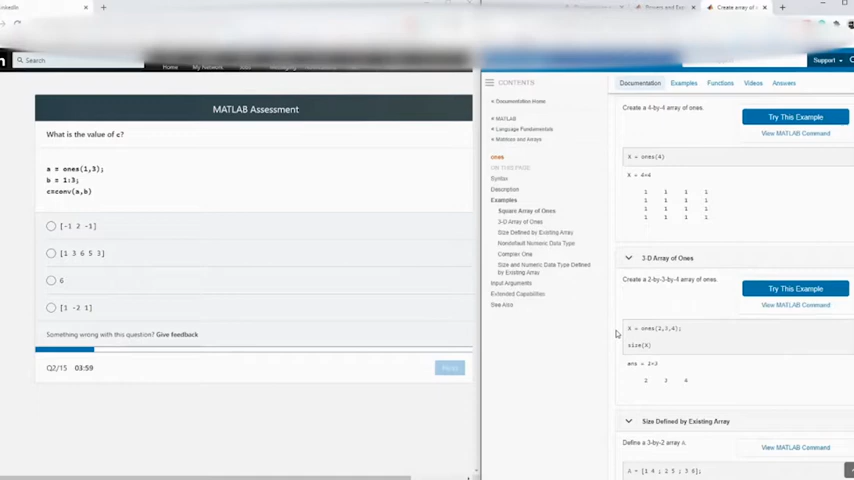 Create array of
Search
Support
MATLAB Assessment
What is the value of c?
a = ones(1,3);
b = 1:3;
c=conv(a,b)
[-1 2 -1]
[1 3 6 5 3]
6
[1 -2 1]
Something wrong with this question? Give feedback
Q2/15 03:59
Next
CONTENTS
« Documentation Home
« MATLAB
« Language Fundamentals
« Matrices and Arrays
ones
ON THIS PAGE
Syntax
Description
Examples
Square Array of Ones
3-D Array of Ones
Size Defined by Existing Array
Nondefault Numeric Data Type
Complex One
Size and Numeric Data Type Defined
by Existing Array
Input Arguments
Extended Capabilities
See Also
Documentation Examples Functions Videos Answers
Create a 4-by-4 array of ones.
Try This Example
View MATLAB Command
X = ones(4)
X = 4×4
1 1 1 1
1 1 1 1
1 1 1 1
1 1 1 1
3-D Array of Ones
Create a 2-by-3-by-4 array of ones.
Try This Example
View MATLAB Command
X = ones(2,3,4);
size(X)
ans = 1×3
2 3 4
Size Defined by Existing Array
Define a 3-by-2 array A.
View MATLAB Command
A = [1 4 ; 2 5 ; 3 6];